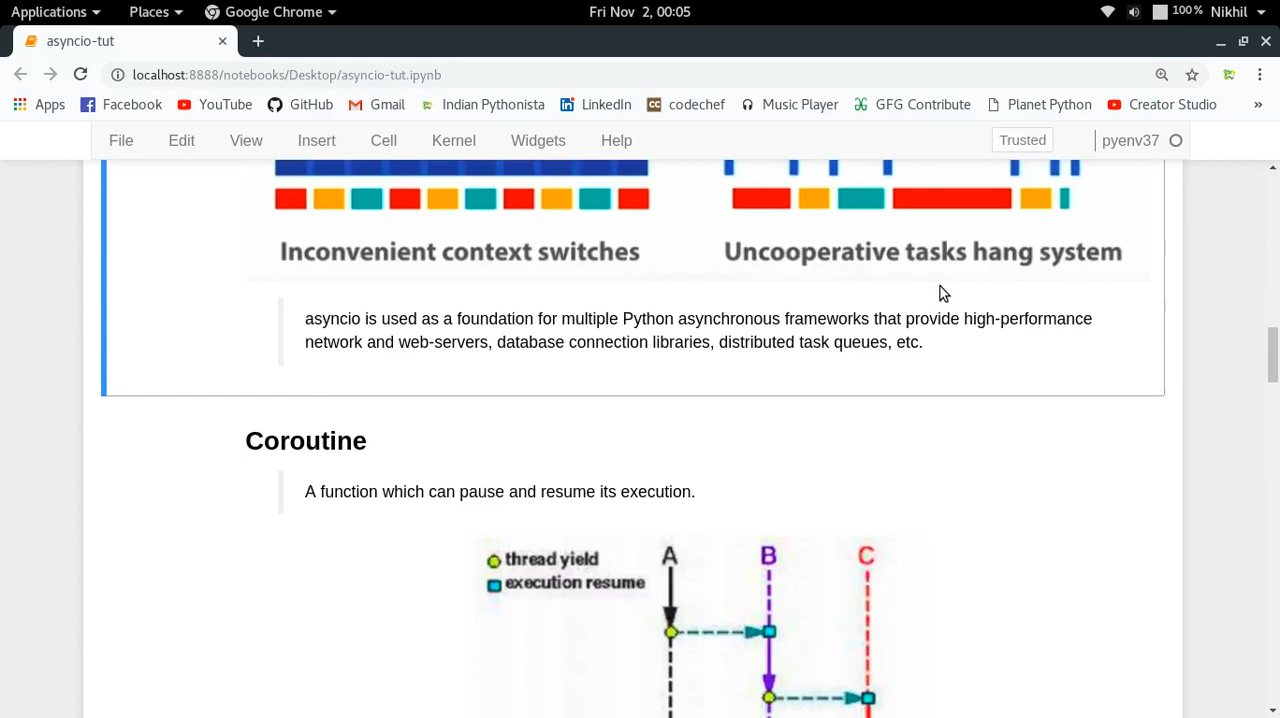 Applications Places Google Chrome Fri Nov 2, 00:05 100% Nikhil
asyncio-tut
localhost:8888/notebooks/Desktop/asyncio-tut.ipynb
Apps Facebook YouTube GitHub Gmail Indian Pythonista LinkedIn codechef Music Player GFG Contribute Planet Python Creator Studio »
File Edit View Insert Cell Kernel Widgets Help Trusted pyenv37
Inconvenient context switches Uncooperative tasks hang system
asyncio is used as a foundation for multiple Python asynchronous frameworks that provide high-performance
network and web-servers, database connection libraries, distributed task queues, etc.
Coroutine
A function which can pause and resume its execution.
thread yield A B C
execution resume